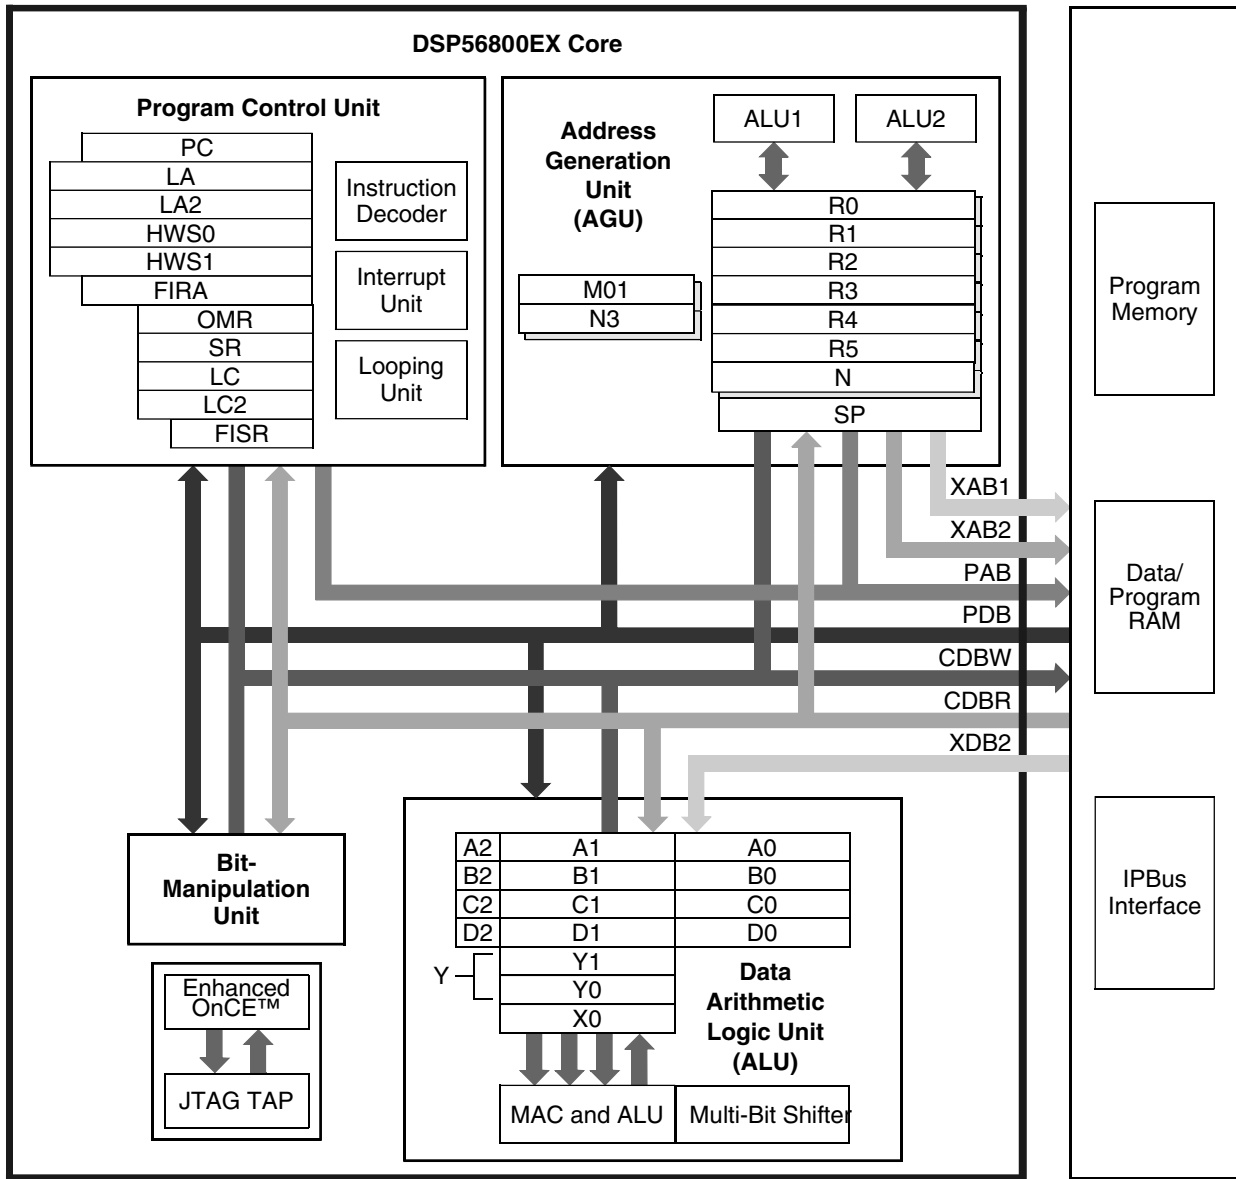 DSP56800EX Core
Program Control Unit
PC
LA
LA2
HWS0
HWS1
FIRA
OMR
SR
LC
LC2
FISR
Instruction
Decoder
Interrupt
Unit
Looping
Unit
Address
Generation
Unit
(AGU)
ALU1
ALU2
R0
R1
R2
R3
R4
R5
N
SP
M01
N3
XAB1
XAB2
PAB
PDB
CDBW
CDBR
XDB2
Program
Memory
Data/
Program
RAM
IPBus
Interface
Bit-
Manipulation
Unit
Enhanced
OnCE™
JTAG TAP
A2 A1 A0
B2 B1 B0
C2 C1 C0
D2 D1 D0
Y
Y1
Y0
X0
Data
Arithmetic
Logic Unit
(ALU)
MAC and ALU
Multi-Bit Shifter